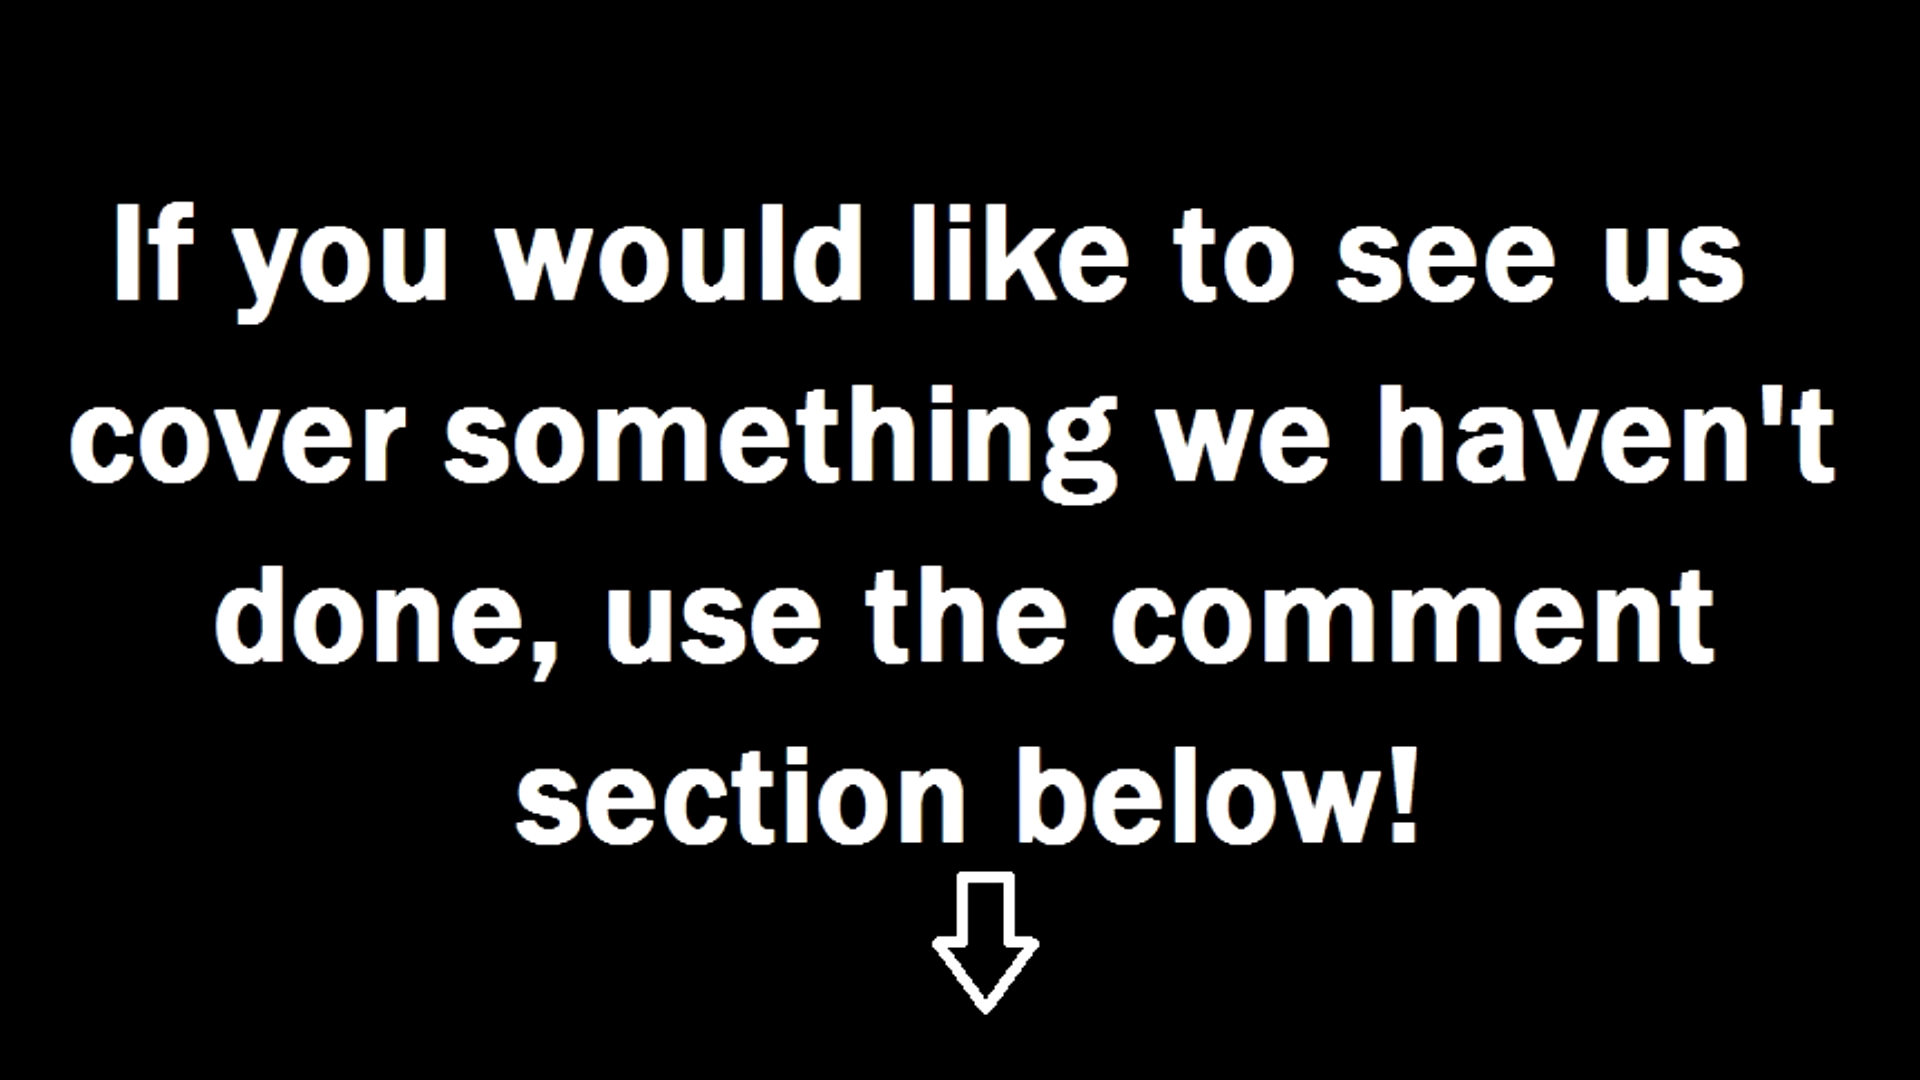 If you would like to see us
cover something we haven't
done, use the comment
section below!